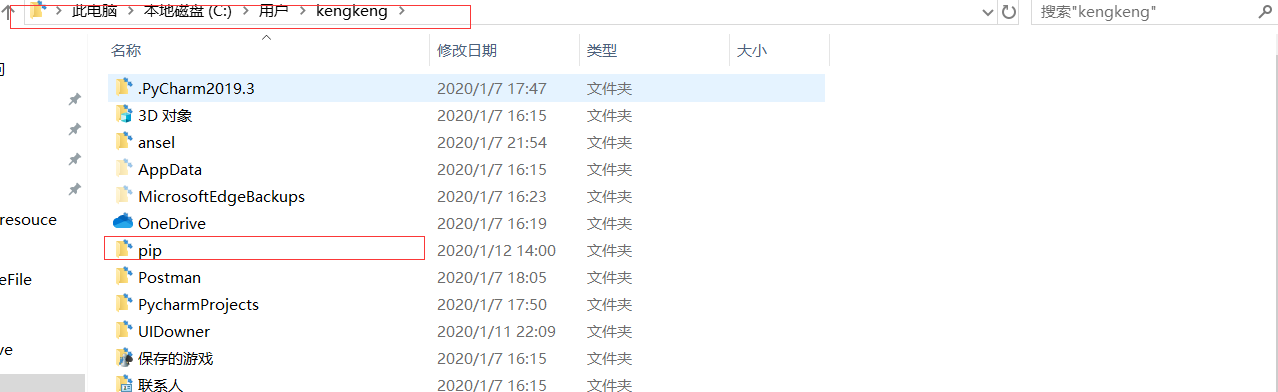 此电脑 > 本地磁盘 (C:) > 用户 > kengkeng >
搜索"kengkeng"
名称 修改日期 类型 大小
.PyCharm2019.3 2020/1/7 17:47 文件夹
3D 对象 2020/1/7 16:15 文件夹
ansel 2020/1/7 21:54 文件夹
AppData 2020/1/7 16:15 文件夹
MicrosoftEdgeBackups 2020/1/7 16:23 文件夹
resouce
OneDrive 2020/1/7 16:19 文件夹
pip 2020/1/12 14:00 文件夹
eFile
Postman 2020/1/7 18:05 文件夹
PycharmProjects 2020/1/7 17:50 文件夹
UIDowner 2020/1/11 22:09 文件夹
ve
保存的游戏 2020/1/7 16:15 文件夹
联系人 2020/1/7 16:15 文件夹